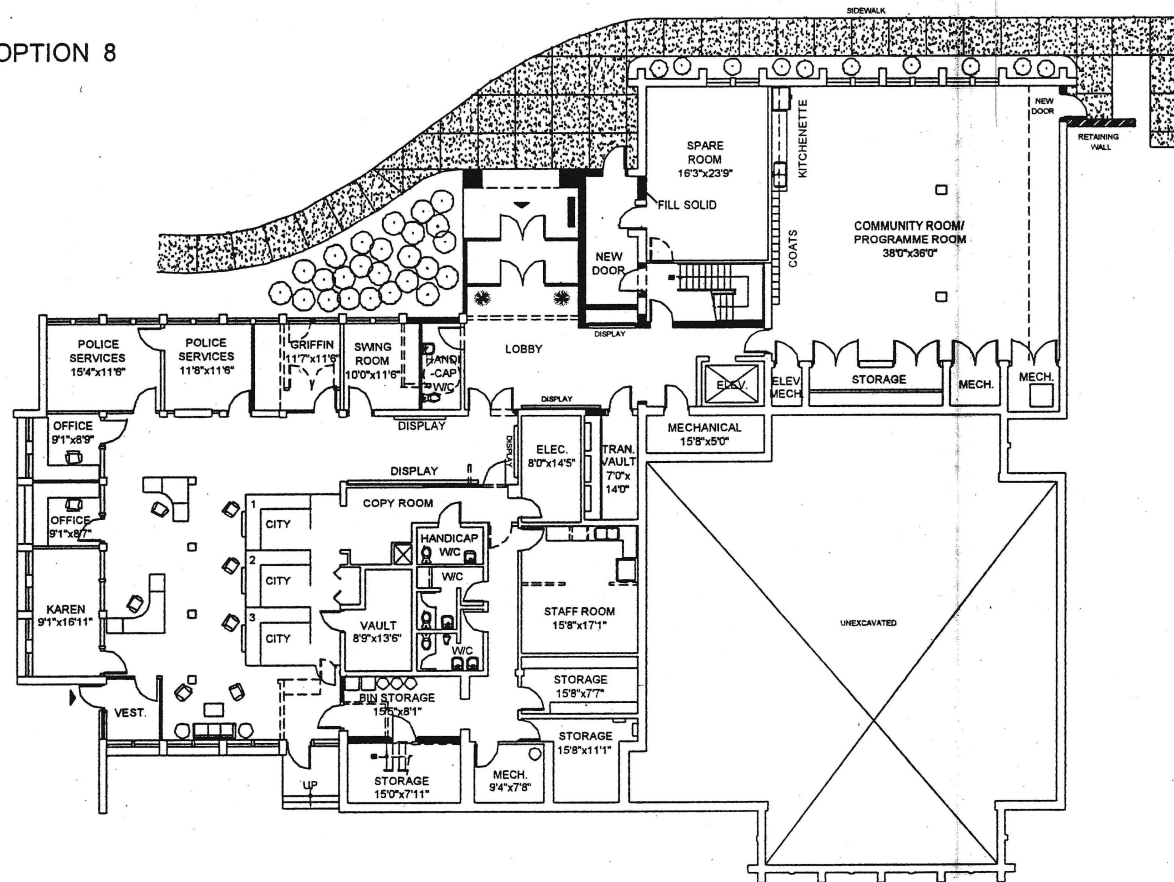 SIDEWALK
OPTION 8
NEW
DOOR
RETAINING
WALL
KITCHENETTE
SPARE
ROOM
16'3"x23'9"
FILL SOLID
COMMUNITY ROOM/
PROGRAMME ROOM
38'0"x36'0"
COATS
NEW
DOOR
DISPLAY
LOBBY
POLICE
SERVICES
15'4"x11'6"
POLICE
SERVICES
11'8"x11'6"
GRIFFIN
11'7"x11'6"
SWING
ROOM
10'0"x11'6"
HANDI
-CAP
W/C
ELEV.
ELEV.
MECH.
STORAGE
MECH.
MECH.
DISPLAY
DISPLAY
DISPLAY
MECHANICAL
15'8"x5'0"
OFFICE
9'1"x8'9"
ELEC.
8'0"x14'5"
TRAN.
VAULT
7'0"x
14'0"
DISPLAY
COPY ROOM
1
CITY
OFFICE
9'1"x8'7"
HANDICAP
W/C
2
CITY
W/C
KAREN
9'1"x16'11"
STAFF ROOM
15'8"x17'1"
UNEXCAVATED
3
CITY
VAULT
8'9"x13'6"
W/C
STORAGE
15'8"x7'7"
BIN STORAGE
15'6"x8'1"
VEST.
STORAGE
15'8"x11'1"
UP
STORAGE
15'0"x7'11"
MECH.
9'4"x7'8"